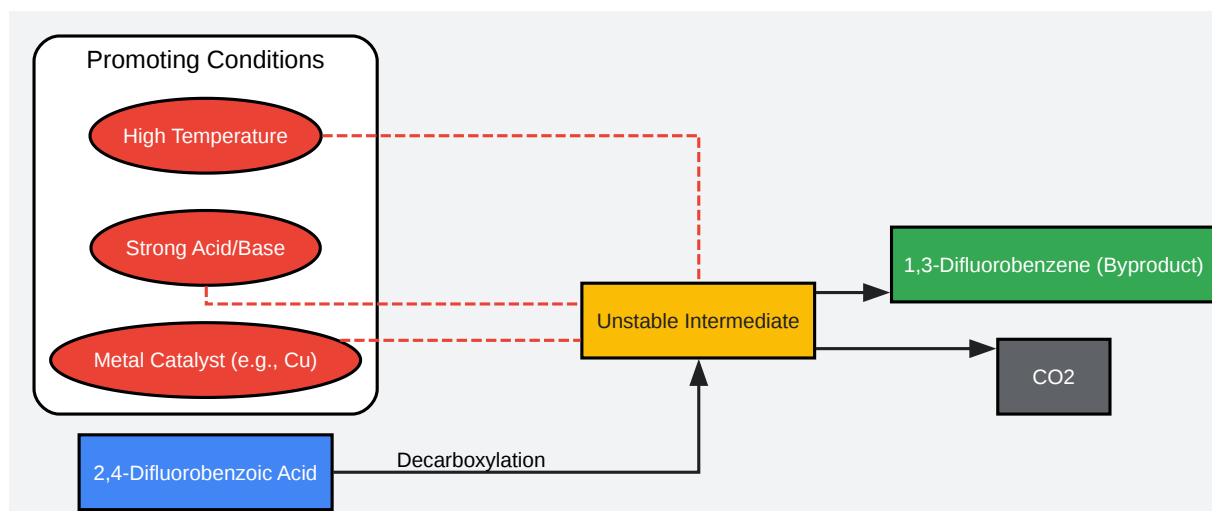 Promoting Conditions
High Temperature
Strong Acid/Base
Metal Catalyst (e.g., Cu)
2,4-Difluorobenzoic Acid
Decarboxylation
Unstable Intermediate
1,3-Difluorobenzene (Byproduct)
CO2